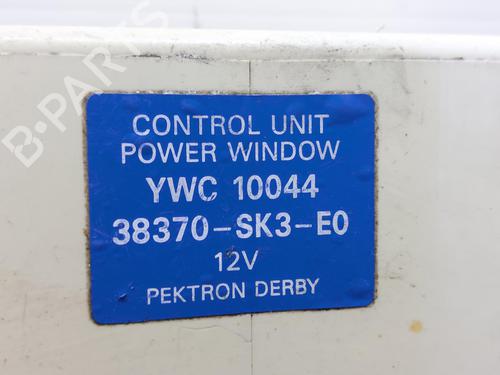 B-PARTS
CONTROL UNIT
POWER WINDOW
YWC 10044
38370-SK3-E0
12V
PEKTRON DERBY